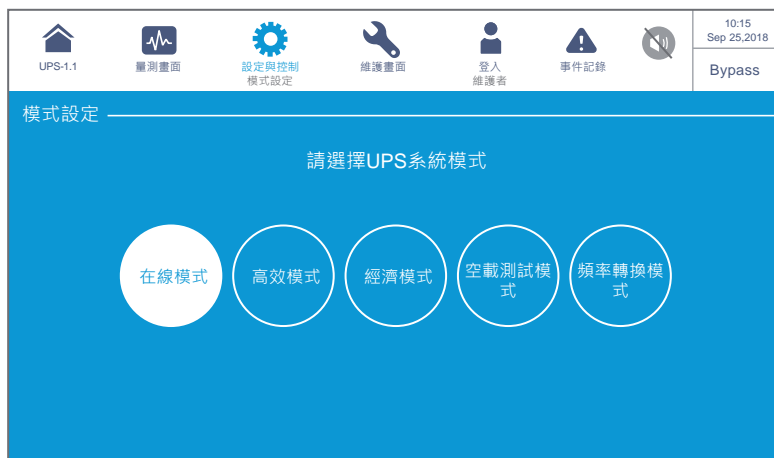 10:15
Sep 25,2018
UPS-1.1
量測畫面
設定與控制
模式設定
維護畫面
登入
維護者
事件記錄
Bypass
模式設定
請選擇UPS系統模式
在線模式
高效模式
經濟模式
空載測試模
式
頻率轉換模
式